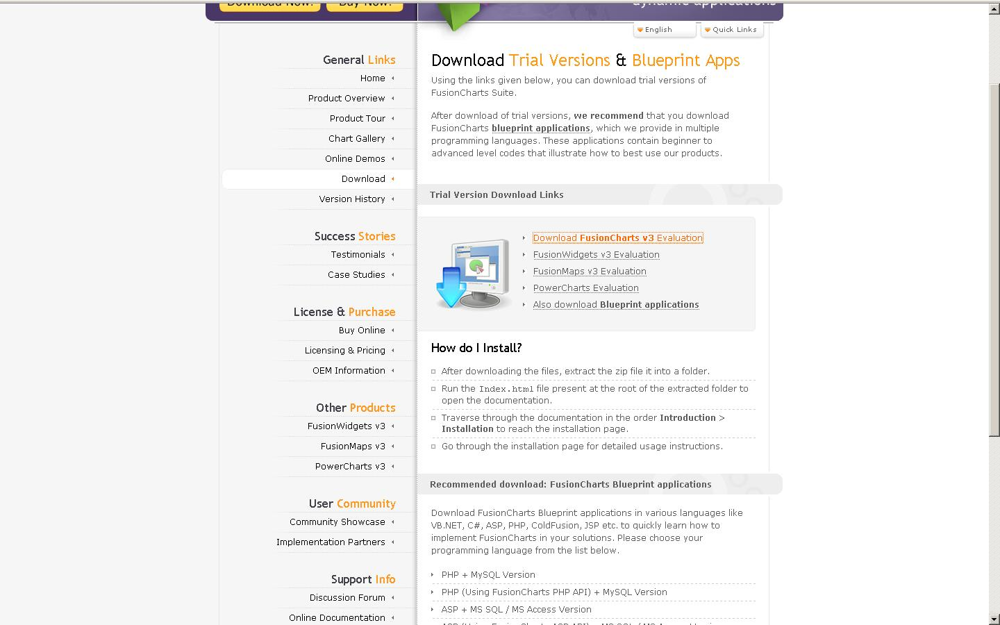 Download Now! Buy Now!
dynamic applications
English Quick Links
General Links
Home
Product Overview
Product Tour
Chart Gallery
Online Demos
Download
Version History
Success Stories
Testimonials
Case Studies
License & Purchase
Buy Online
Licensing & Pricing
OEM Information
Other Products
FusionWidgets v3
FusionMaps v3
PowerCharts v3
User Community
Community Showcase
Implementation Partners
Support Info
Discussion Forum
Online Documentation
Download Trial Versions & Blueprint Apps
Using the links given below, you can download trial versions of
FusionCharts Suite.
After download of trial versions, we recommend that you download
FusionCharts blueprint applications, which we provide in multiple
programming languages. These applications contain beginner to
advanced level codes that illustrate how to best use our products.
Trial Version Download Links
Download FusionCharts v3 Evaluation
FusionWidgets v3 Evaluation
FusionMaps v3 Evaluation
PowerCharts Evaluation
Also download Blueprint applications
How do I Install?
After downloading the files, extract the zip file it into a folder.
Run the Index.html file present at the root of the extracted folder to
open the documentation.
Traverse through the documentation in the order Introduction >
Installation to reach the installation page.
Go through the installation page for detailed usage instructions.
Recommended download: FusionCharts Blueprint applications
Download FusionCharts Blueprint applications in various languages like
VB.NET, C#, ASP, PHP, ColdFusion, JSP etc. to quickly learn how to
implement FusionCharts in your solutions. Please choose your
programming language from the list below.
PHP + MySQL Version
PHP (Using FusionCharts PHP API) + MySQL Version
ASP + MS SQL / MS Access Version